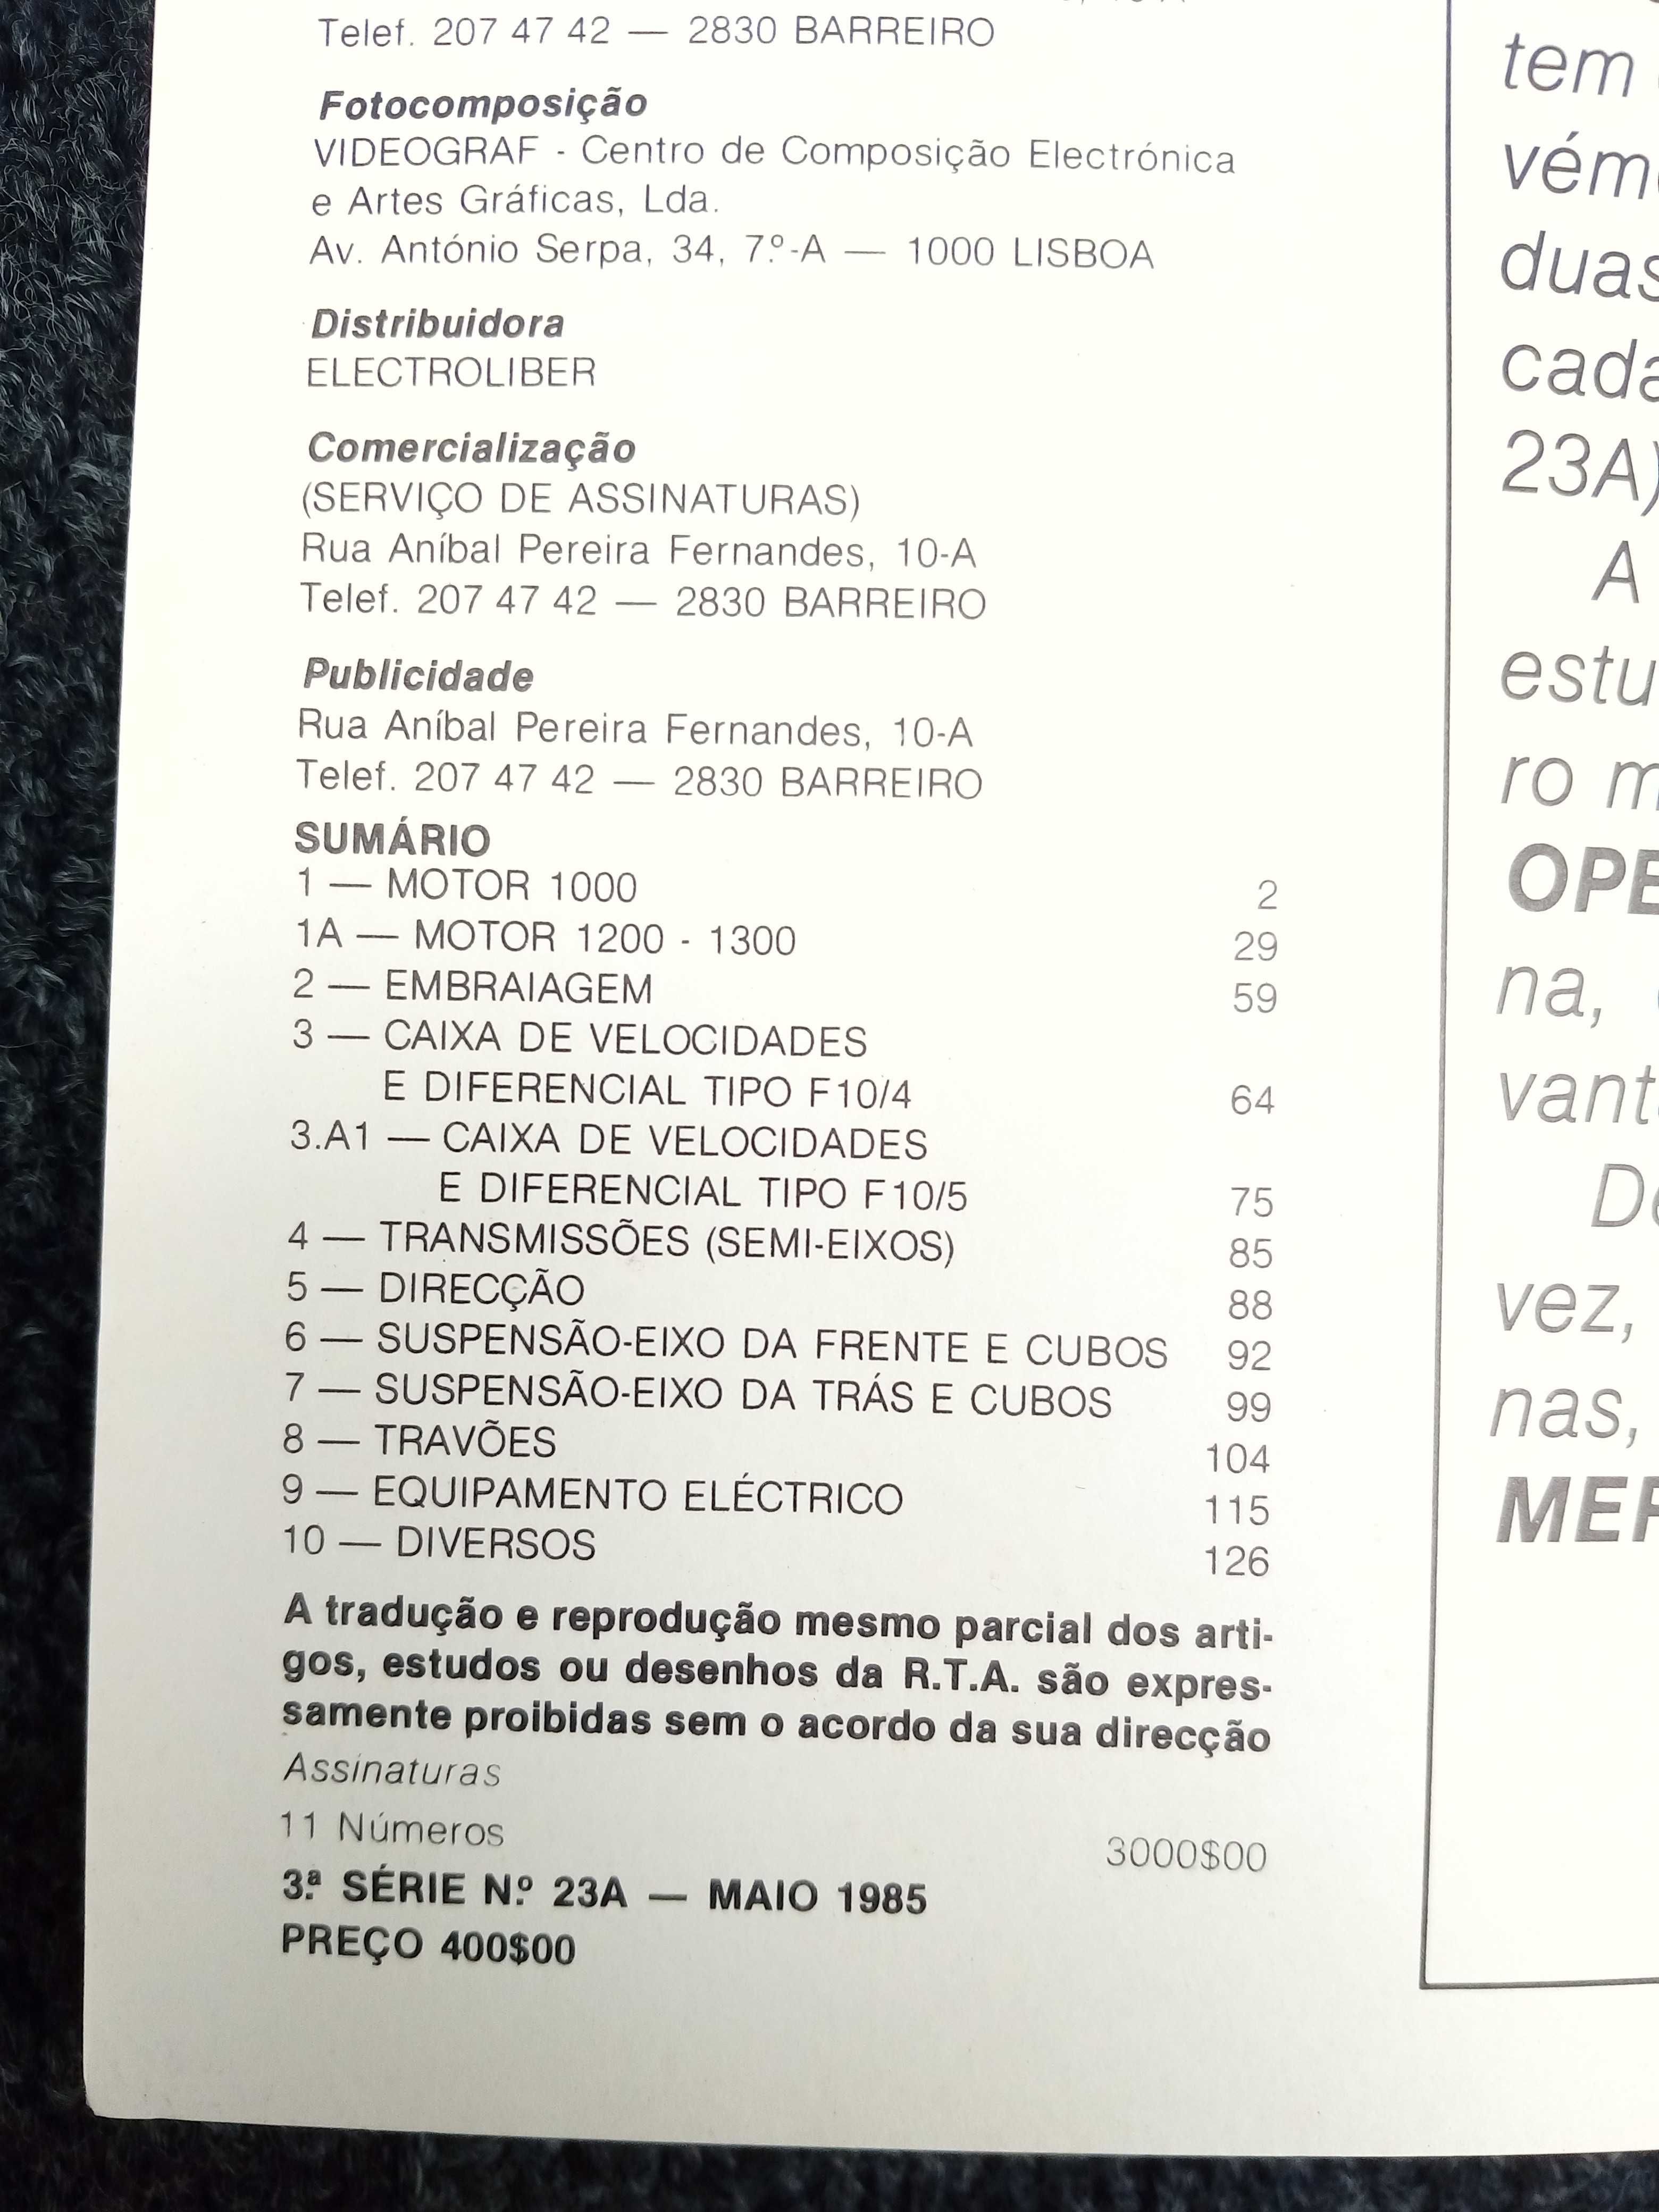 Telef. 207 47 42 — 2830 BARREIRO
Fotocomposição
VIDEOGRAF - Centro de Composição Electrónica
e Artes Gráficas, Lda.
Av. António Serpa, 34, 7.º-A — 1000 LISBOA
Distribuidora
ELECTROLIBER
Comercialização
(SERVIÇO DE ASSINATURAS)
Rua Aníbal Pereira Fernandes, 10-A
Telef. 207 47 42 — 2830 BARREIRO
Publicidade
Rua Aníbal Pereira Fernandes, 10-A
Telef. 207 47 42 — 2830 BARREIRO
SUMÁRIO
1 — MOTOR 1000 2
1A — MOTOR 1200 - 1300 29
2 — EMBRAIAGEM 59
3 — CAIXA DE VELOCIDADES
E DIFERENCIAL TIPO F10/4 64
3.A1 — CAIXA DE VELOCIDADES
E DIFERENCIAL TIPO F10/5 75
4 — TRANSMISSÕES (SEMI-EIXOS) 85
5 — DIRECÇÃO 88
6 — SUSPENSÃO-EIXO DA FRENTE E CUBOS 92
7 — SUSPENSÃO-EIXO DA TRÁS E CUBOS 99
8 — TRAVÕES 104
9 — EQUIPAMENTO ELÉCTRICO 115
10 — DIVERSOS 126
A tradução e reprodução mesmo parcial dos arti-
gos, estudos ou desenhos da R.T.A. são expres-
samente proibidas sem o acordo da sua direcção
Assinaturas
11 Números 3000$00
3.ª SÉRIE N.º 23A — MAIO 1985
PREÇO 400$00
tem
vém
duas
cada
23A)
A
estu
ro m
OPE
na,
vant
De
vez,
nas,
MER